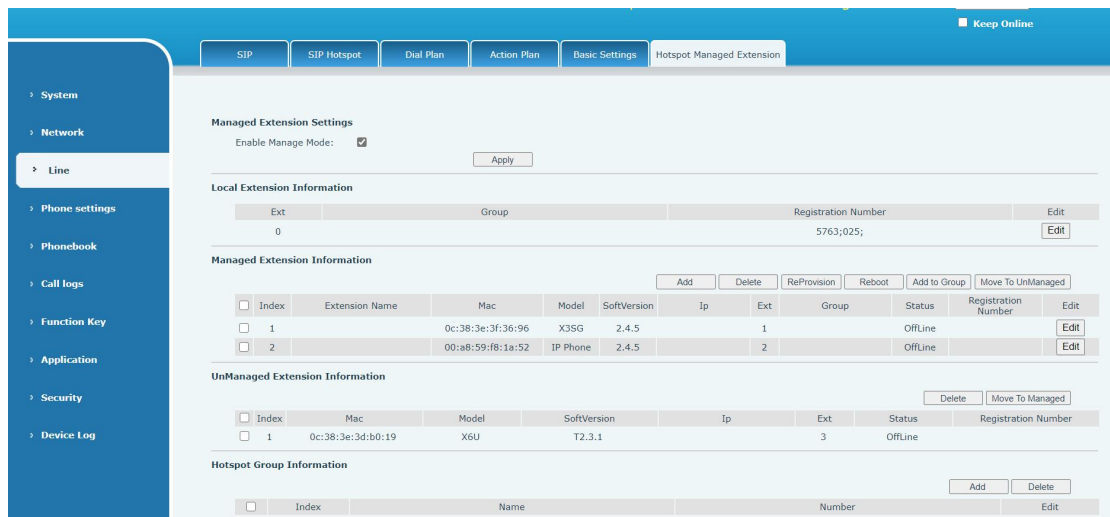 Keep Online
SIP SIP Hotspot Dial Plan Action Plan Basic Settings Hotspot Managed Extension
› System
› Network
› Line
› Phone settings
› Phonebook
› Call logs
› Function Key
› Application
› Security
› Device Log
Managed Extension Settings
Enable Manage Mode:
Apply
Local Extension Information
Ext Group Registration Number Edit
0 5763;025; Edit
Managed Extension Information
Add Delete ReProvision Reboot Add to Group Move To UnManaged
Index Extension Name Mac Model SoftVersion Ip Ext Group Status Registration Number Edit
1 0c:38:3e:3f:36:96 X3SG 2.4.5 1 OffLine Edit
2 00:a8:59:f8:1a:52 IP Phone 2.4.5 2 OffLine Edit
UnManaged Extension Information
Delete Move To Managed
Index Mac Model SoftVersion Ip Ext Status Registration Number
1 0c:38:3e:3d:b0:19 X6U T2.3.1 3 OffLine
Hotspot Group Information
Add Delete
Index Name Number Edit